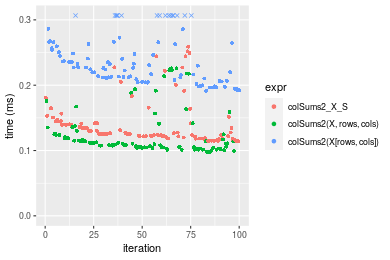 0.3
0.2
0.1
0.0
time (ms)
0
25
50
75
100
iteration
expr
colSums2_X_S
colSums2(X, rows, cols)
colSums2(X[rows, cols])